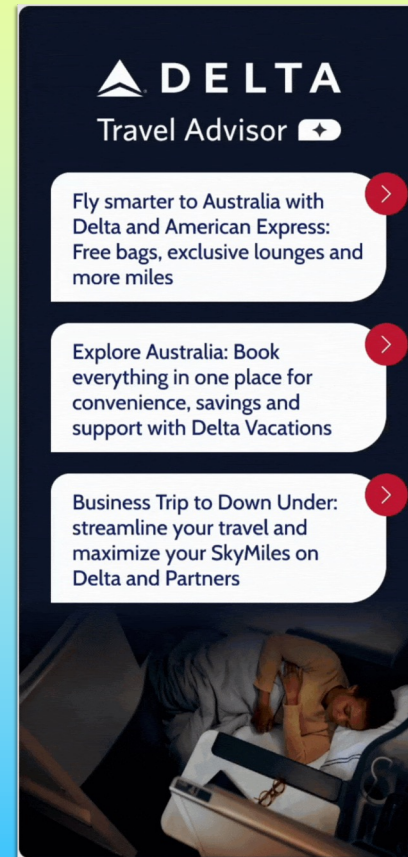 DELTA
Travel Advisor
Fly smarter to Australia with
Delta and American Express:
Free bags, exclusive lounges and
more miles
Explore Australia: Book
everything in one place for
convenience, savings and
support with Delta Vacations
Business Trip to Down Under:
streamline your travel and
maximize your SkyMiles on
Delta and Partners